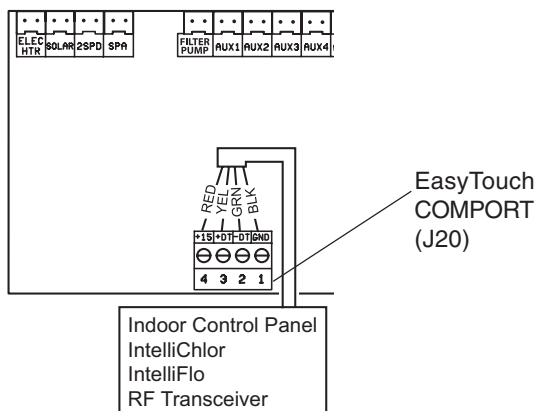 ELEC HTR SOLAR 2SPD SPA FILTER PUMP AUX1 AUX2 AUX3 AUX4
RED YEL GRN BLK
+15 +DT -DT GND
4 3 2 1
EasyTouch
COMPORT
(J20)
Indoor Control Panel
IntelliChlor
IntelliFlo
RF Transceiver